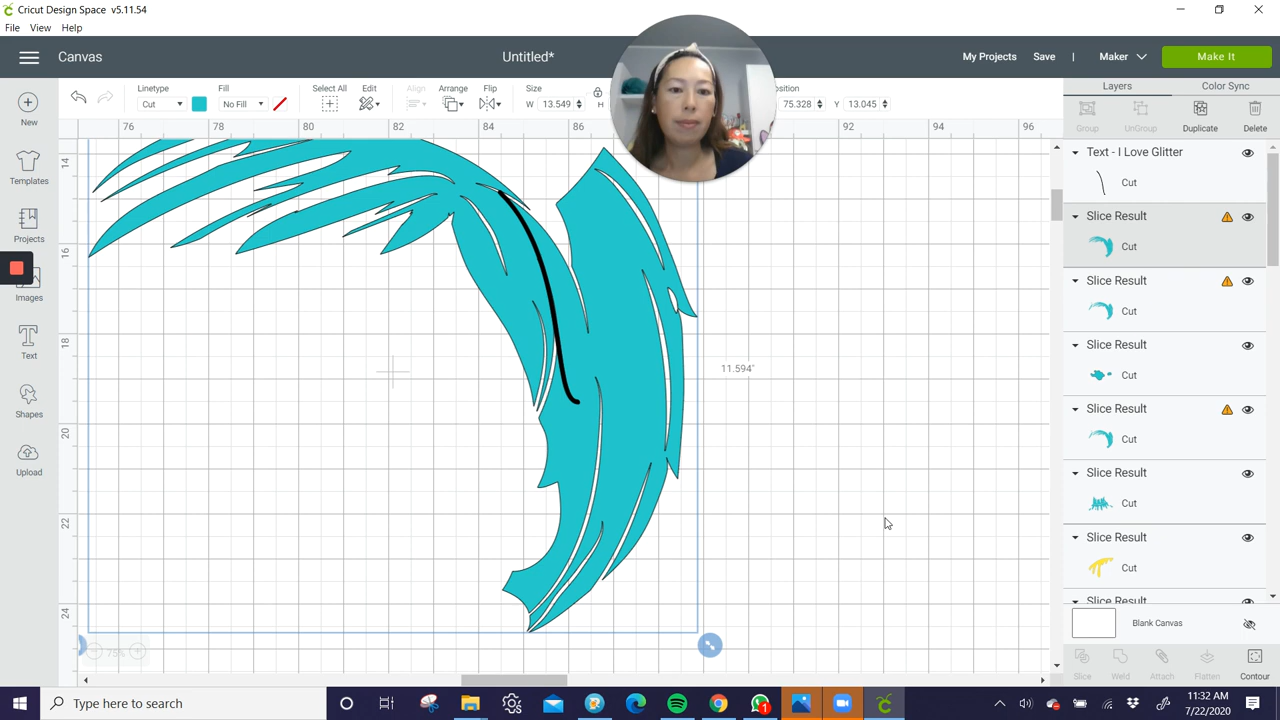 Cricut Design Space v5.11.54
File View Help
Canvas
Untitled*
My Projects Save | Maker Make It
Linetype
Cut
Fill
No Fill
Select All
Edit
Align
Arrange
Flip
Size
W 13.549
H
Position
75.328
Y 13.045
Layers
Color Sync
New
Templates
Projects
Images
Text
Shapes
Upload
76 78 80 82 84 86 92 94 96
14
16
18
20
22
24
11.594"
75%
Group
UnGroup
Duplicate
Delete
Text - I Love Glitter
Cut
Slice Result
Cut
Slice Result
Cut
Slice Result
Cut
Slice Result
Cut
Slice Result
Cut
Slice Result
Cut
Slice Result
Blank Canvas
Slice
Weld
Attach
Flatten
Contour
Type here to search
1
11:32 AM
7/22/2020